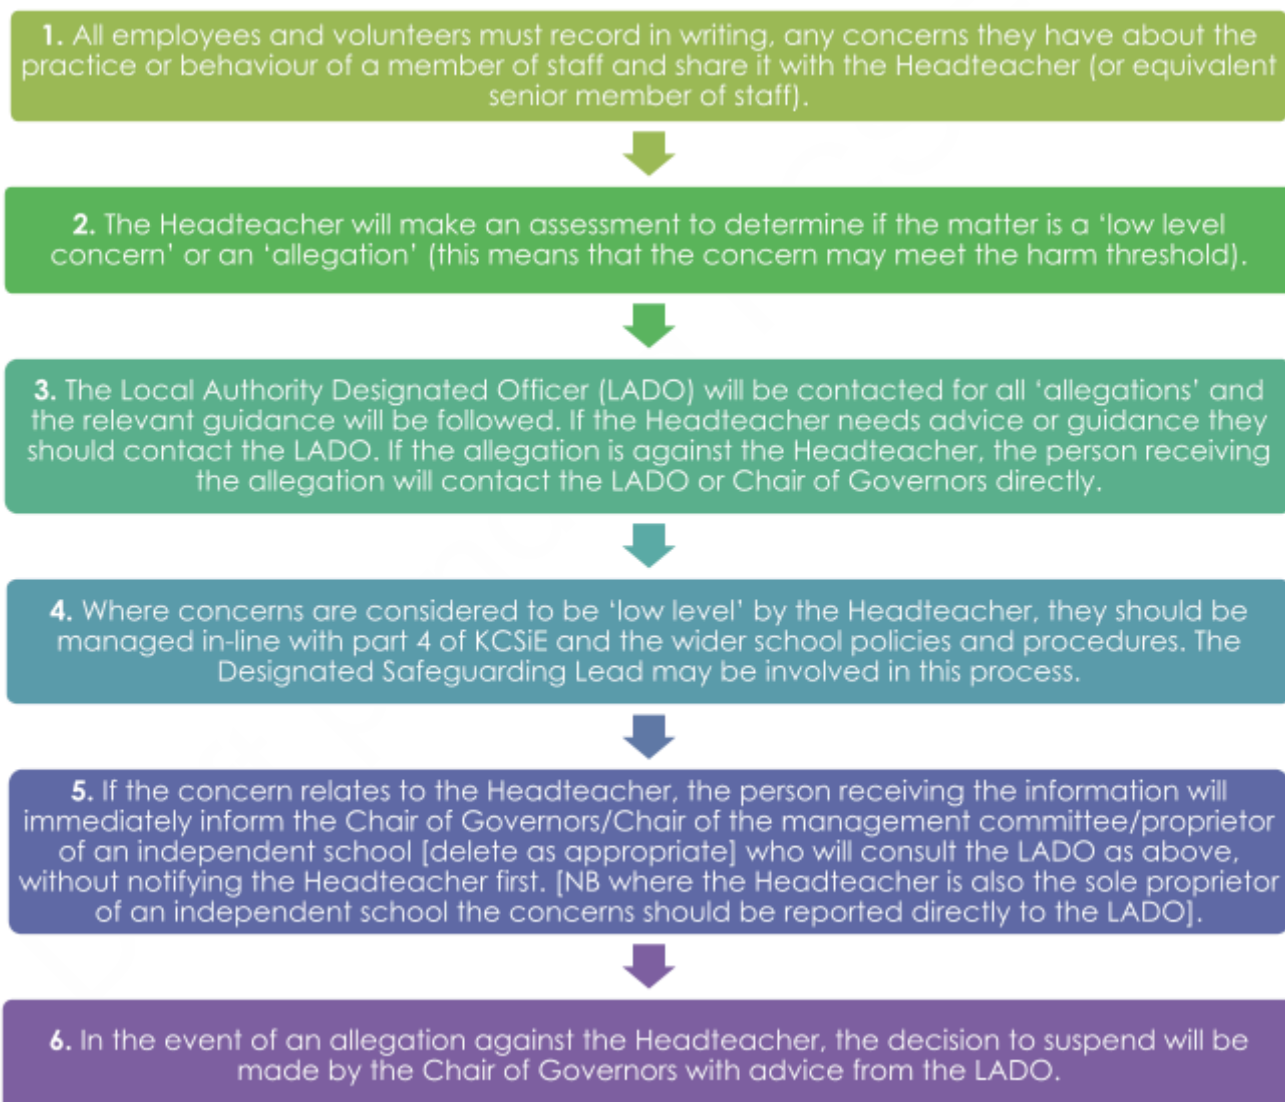 1. All employees and volunteers must record in writing, any concerns they have about the
practice or behaviour of a member of staff and share it with the Headteacher (or equivalent
senior member of staff).
2. The Headteacher will make an assessment to determine if the matter is a ‘low level
concern’ or an ‘allegation’ (this means that the concern may meet the harm threshold).
3. The Local Authority Designated Officer (LADO) will be contacted for all ‘allegations’ and
the relevant guidance will be followed. If the Headteacher needs advice or guidance they
should contact the LADO. If the allegation is against the Headteacher, the person receiving
the allegation will contact the LADO or Chair of Governors directly.
4. Where concerns are considered to be ‘low level’ by the Headteacher, they should be
managed in-line with part 4 of KCSiE and the wider school policies and procedures. The
Designated Safeguarding Lead may be involved in this process.
5. If the concern relates to the Headteacher, the person receiving the information will
immediately inform the Chair of Governors/Chair of the management committee/proprietor
of an independent school [delete as appropriate] who will consult the LADO as above,
without notifying the Headteacher first. [NB where the Headteacher is also the sole proprietor
of an independent school the concerns should be reported directly to the LADO].
6. In the event of an allegation against the Headteacher, the decision to suspend will be
made by the Chair of Governors with advice from the LADO.